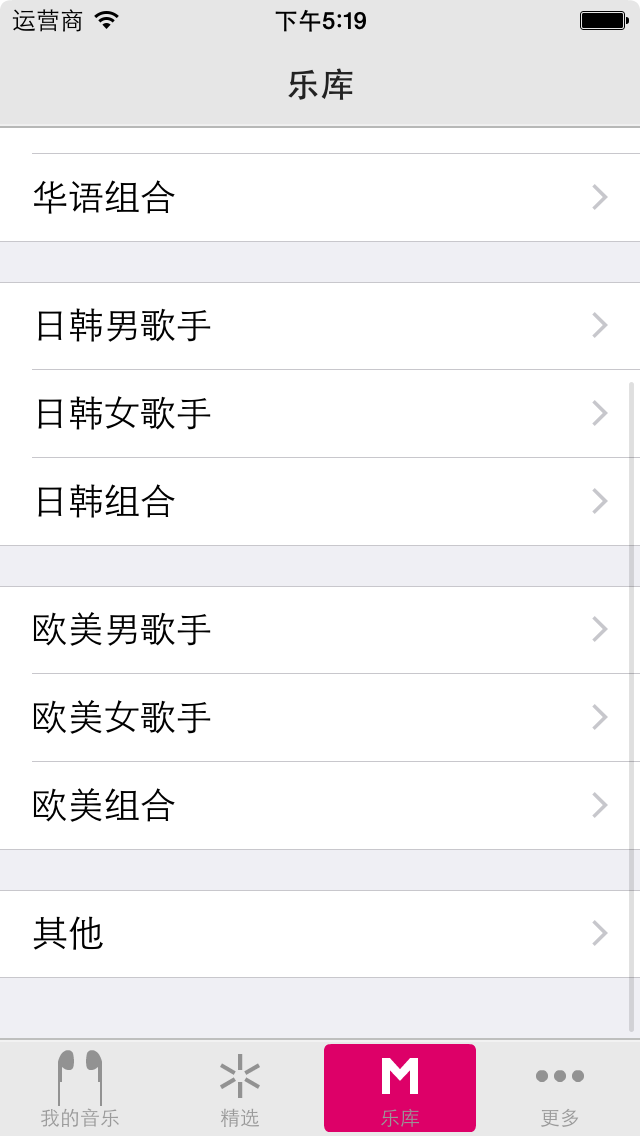 运营商 下午5:19
乐库
华语组合
日韩男歌手
日韩女歌手
日韩组合
欧美男歌手
欧美女歌手
欧美组合
其他
我的音乐 精选 乐库 更多